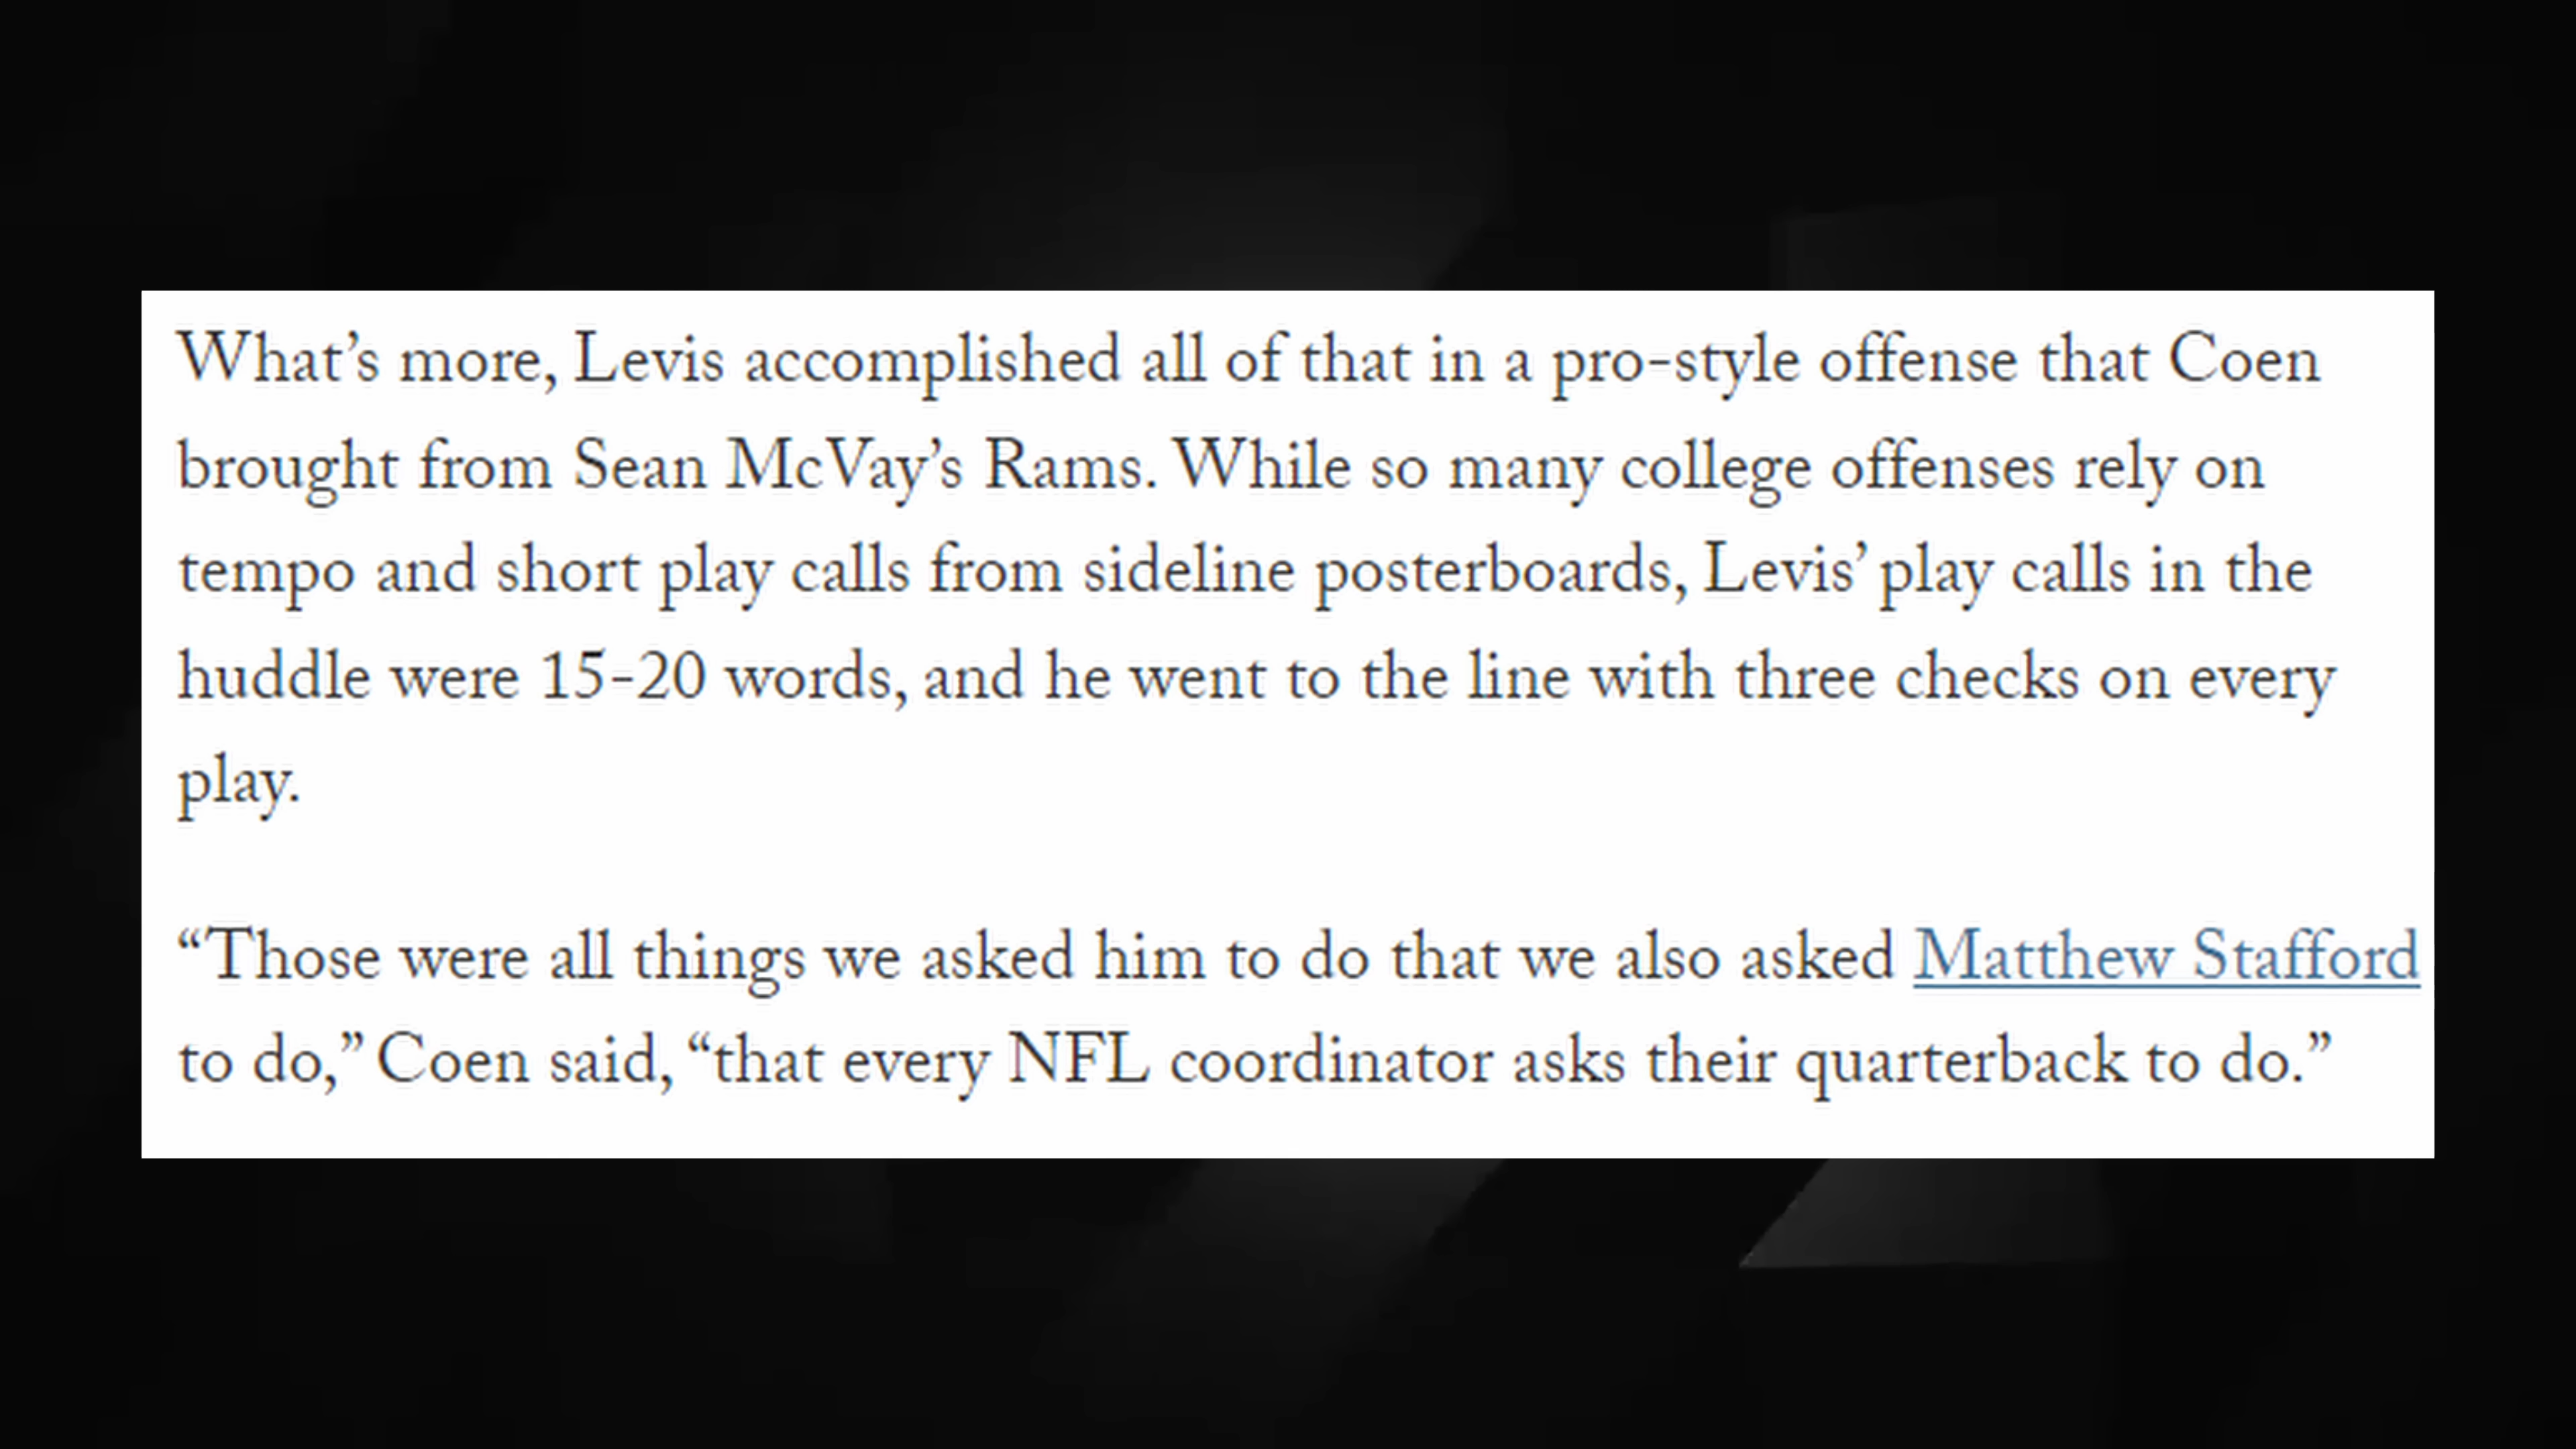 What’s more, Levis accomplished all of that in a pro-style offense that Coen
brought from Sean McVay’s Rams. While so many college offenses rely on
tempo and short play calls from sideline posterboards, Levis’ play calls in the
huddle were 15-20 words, and he went to the line with three checks on every
play.
“Those were all things we asked him to do that we also asked Matthew Stafford
to do,” Coen said, “that every NFL coordinator asks their quarterback to do.”